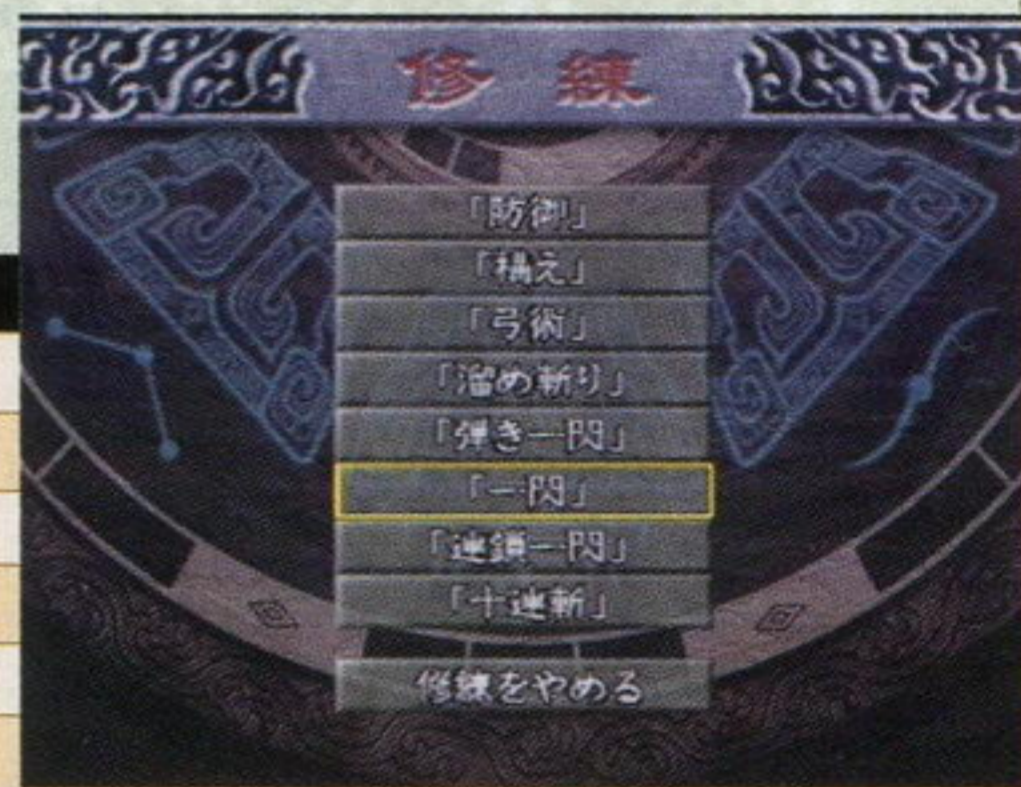 修練
「防御」
「構え」
「弓術」
「溜め斬り」
「弾き一閃」
「一閃」
「連鎖一閃」
「十連斬」
修練をやめる